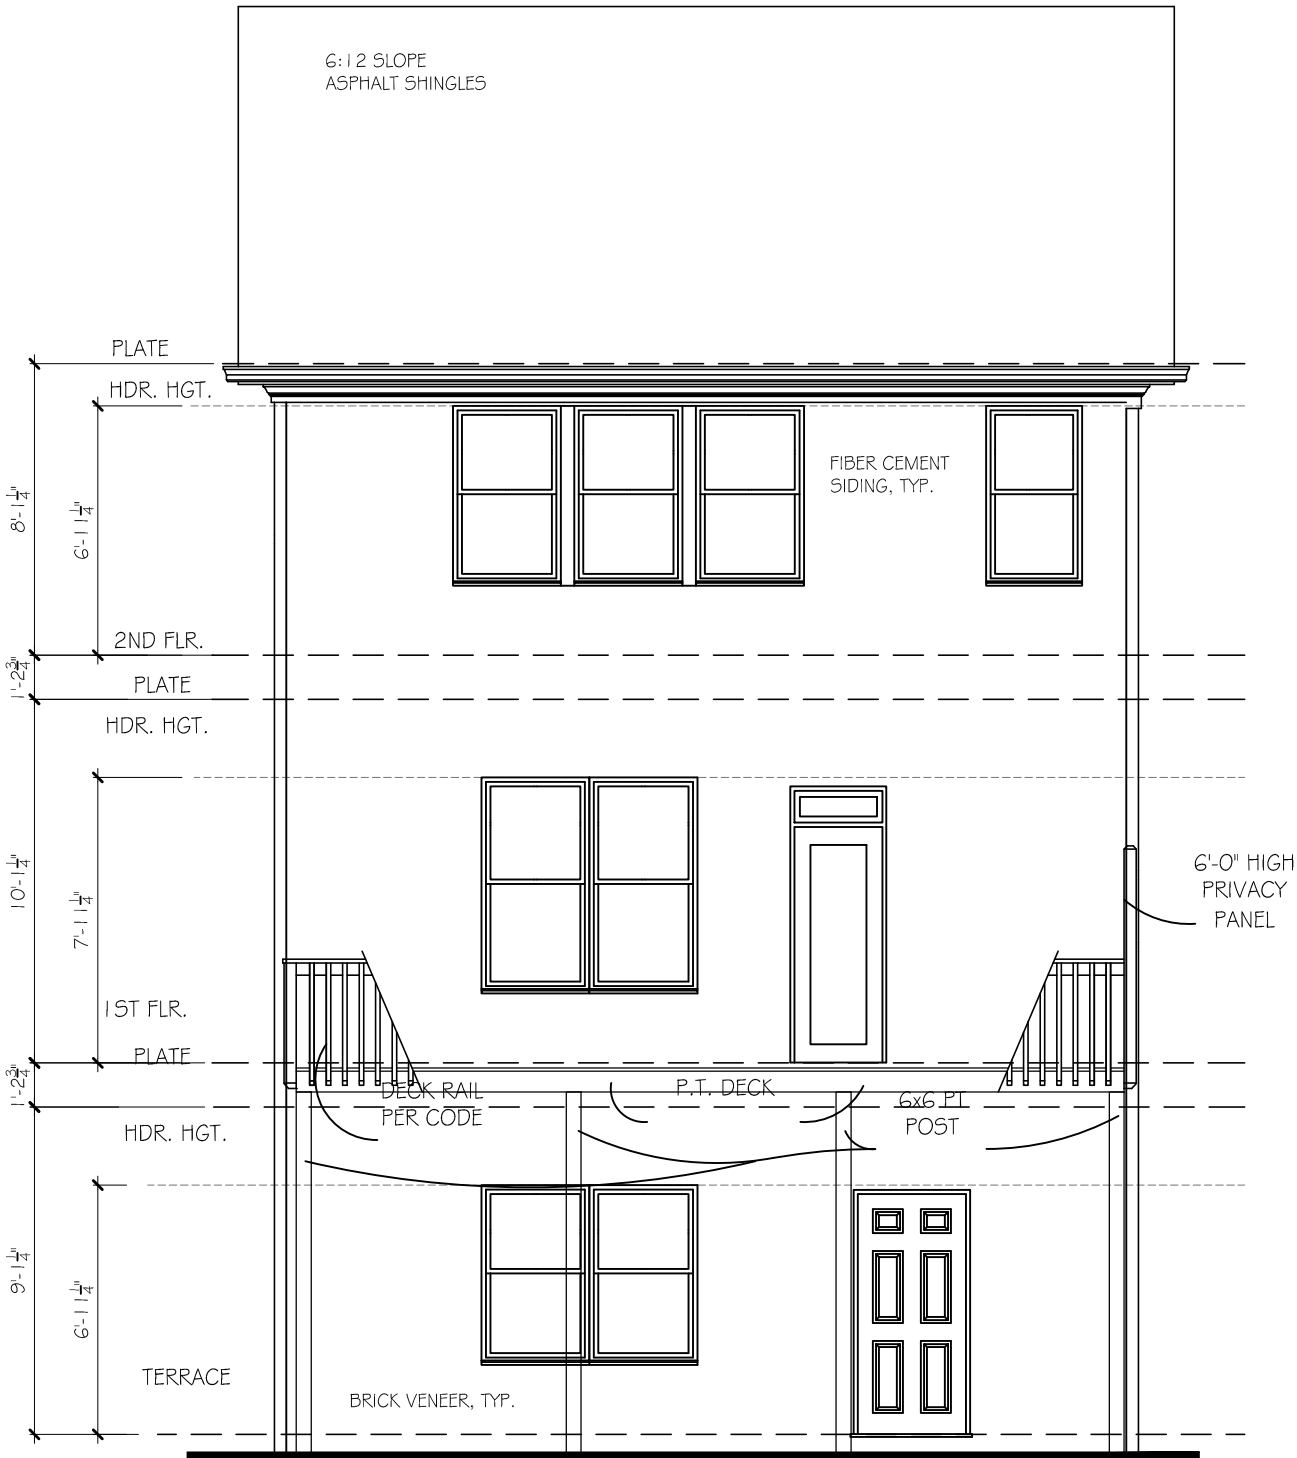 6:12 SLOPE
ASPHALT SHINGLES
PLATE
HDR. HGT.
8'-1 1/4"
6'-11 1/4"
FIBER CEMENT
SIDING, TYP.
2ND FLR.
1'-2 3/4"
PLATE
HDR. HGT.
10'-1 1/4"
7'-11 1/4"
6'-0" HIGH
PRIVACY
PANEL
1ST FLR.
PLATE
1'-2 3/4"
DECK RAIL
PER CODE
P.T. DECK
6x6 PT
POST
HDR. HGT.
9'-1 1/4"
6'-11 1/4"
TERRACE
BRICK VENEER, TYP.